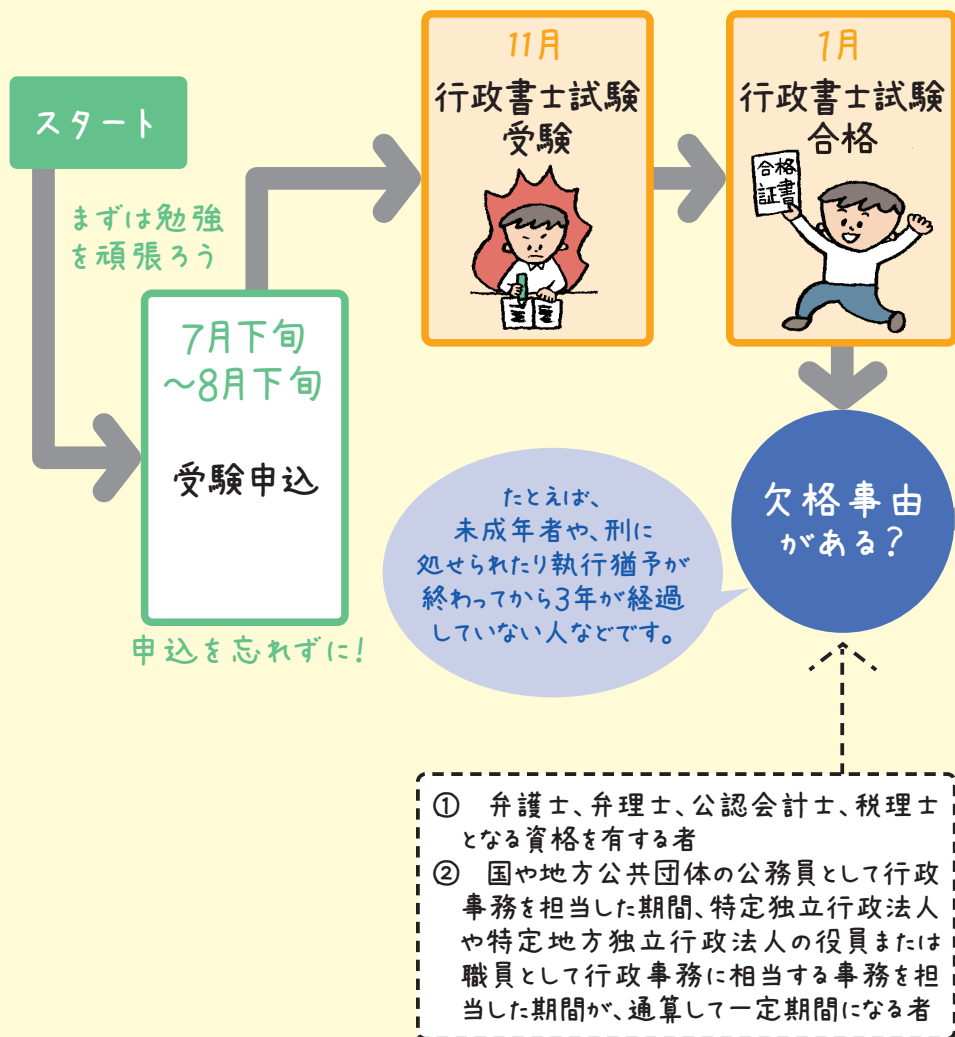 スタート
まずは勉強
を頑張ろう
7月下旬
～8月下旬
受験申込
申込を忘れずに！
11月
行政書士試験
受験
1月
行政書士試験
合格
合格
証書
欠格事由
がある？
たとえば、
未成年者や、刑に
処せられたり執行猶予が
終わってから3年が経過
していない人などです。
① 弁護士、弁理士、公認会計士、税理士
となる資格を有する者
② 国や地方公共団体の公務員として行政
事務を担当した期間、特定独立行政法人
や特定地方独立行政法人の役員または
職員として行政事務に相当する事務を担
当した期間が、通算して一定期間になる者